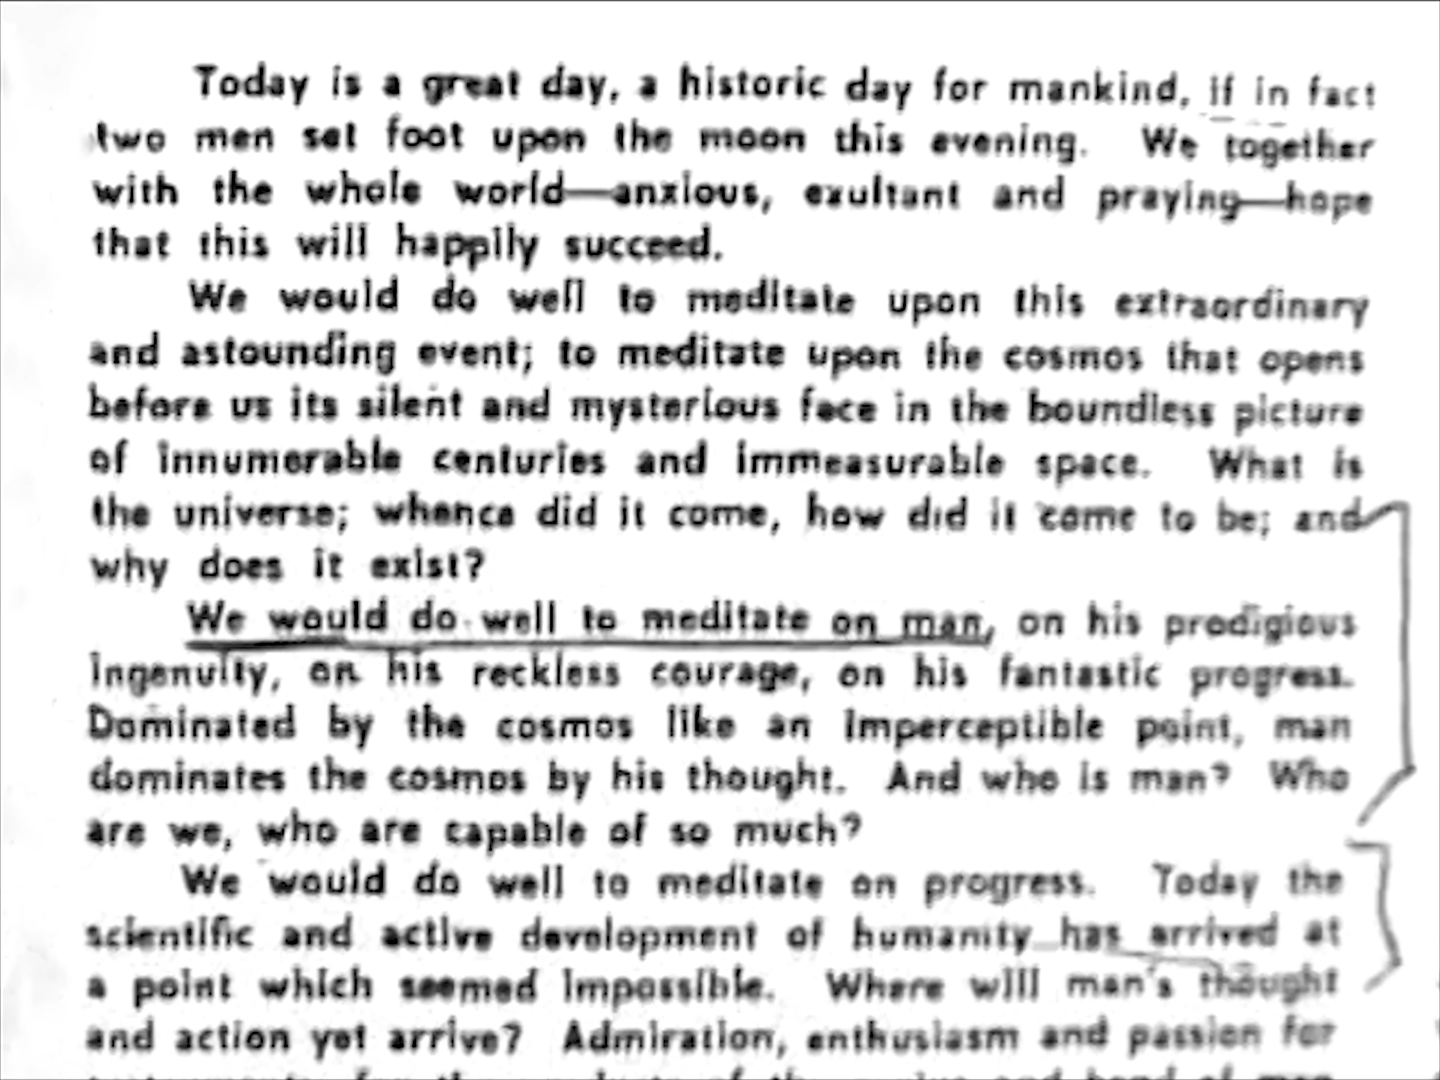 Today is a great day, a historic day for mankind, if in fact
two men set foot upon the moon this evening. We together
with the whole world—anxious, exultant and praying—hope
that this will happily succeed.
We would do well to meditate upon this extraordinary
and astounding event; to meditate upon the cosmos that opens
before us its silent and mysterious face in the boundless picture
of innumerable centuries and immeasurable space. What is
the universe; whence did it come, how did it come to be; and
why does it exist?
We would do well to meditate on man, on his prodigious
ingenuity, on his reckless courage, on his fantastic progress.
Dominated by the cosmos like an imperceptible point, man
dominates the cosmos by his thought. And who is man? Who
are we, who are capable of so much?
We would do well to meditate on progress. Today the
scientific and active development of humanity has arrived at
a point which seemed impossible. Where will man's thought
and action yet arrive? Admiration, enthusiasm and passion for